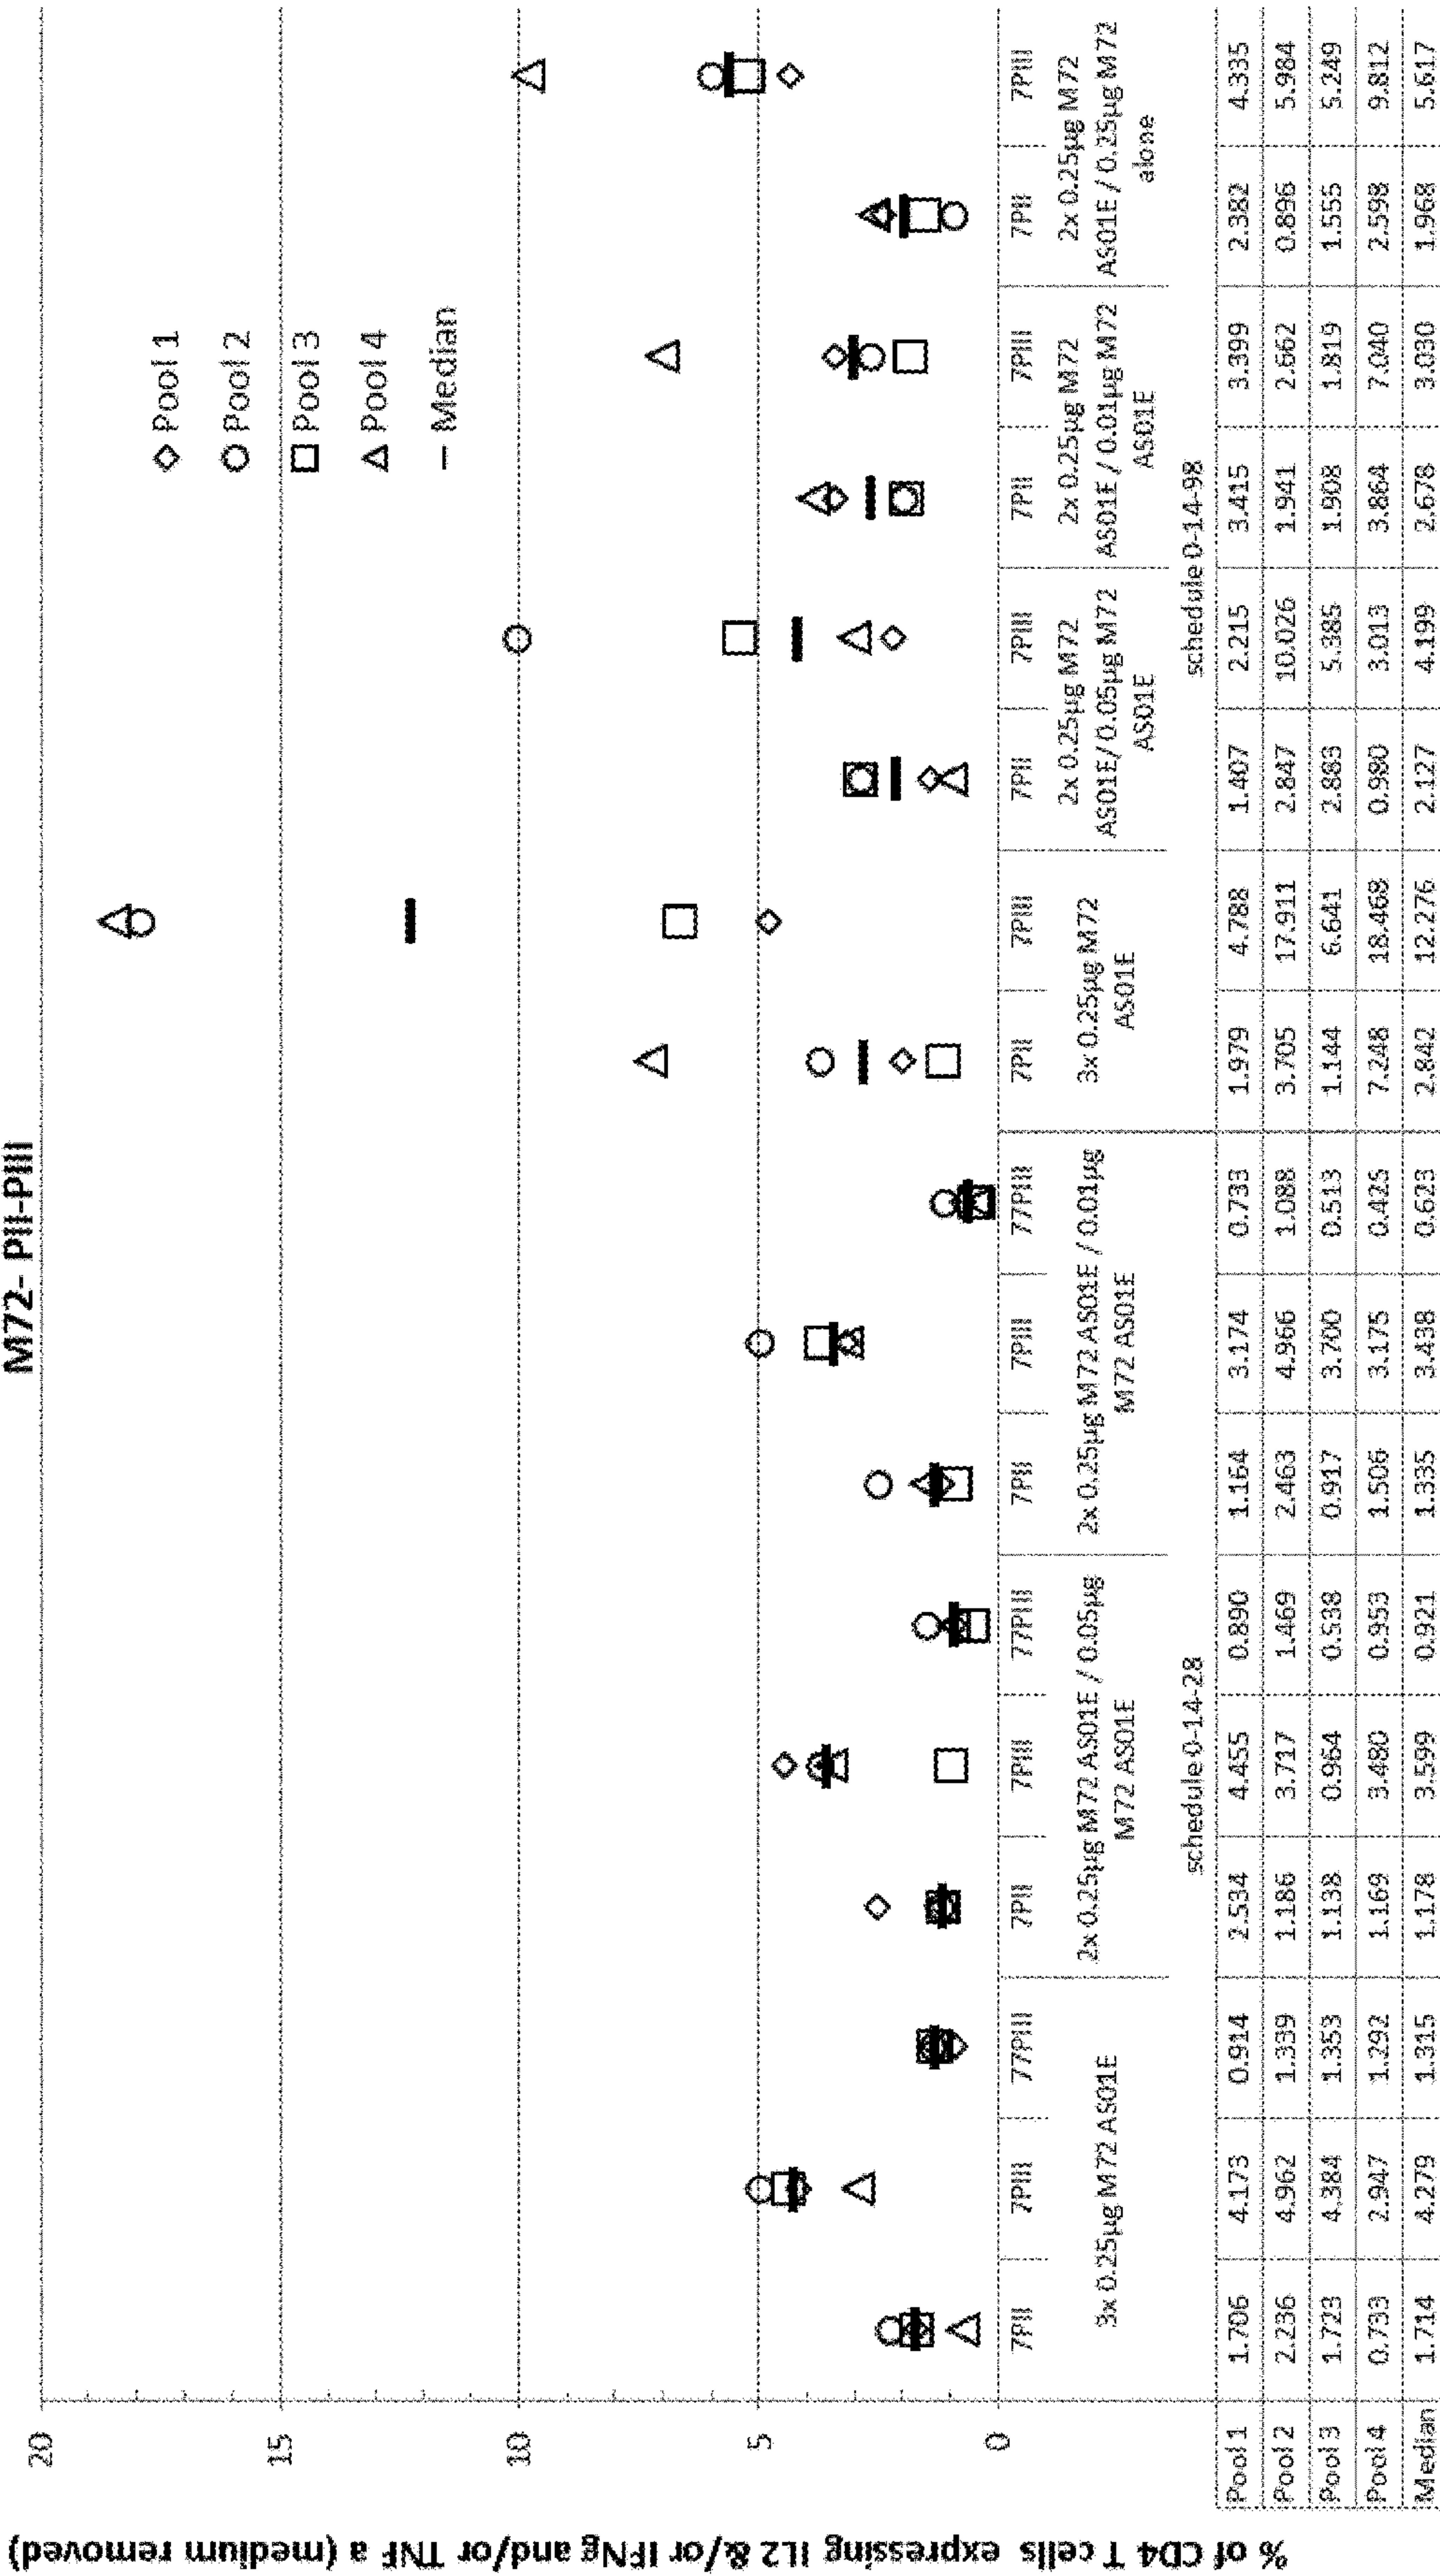 M72- PII-PIII
% of CD4 T cells expressing IL2 &/or IFNg and/or TNF a (medium removed)
20
15
10
5
0
◇ Pool 1
○ Pool 2
□ Pool 3
△ Pool 4
– Median
7PII 7PIII 77PIII 7PII 7PIII 77PIII 7PII 7PIII 77PIII 7PII 7PIII 7PII 7PIII 7PII 7PIII 7PII 7PIII
3x 0.25µg M72 AS01E
2x 0.25µg M72 AS01E / 0.05µg
M72 AS01E
2x 0.25µg M72 AS01E / 0.01µg
M72 AS01E
3x 0.25µg M72
AS01E
2x 0.25µg M72
AS01E/ 0.05µg M72
AS01E
2x 0.25µg M72
AS01E / 0.01µg M72
AS01E
2x 0.25µg M72
AS01E / 0.25µg M72
alone
schedule 0-14-28
schedule 0-14-98
Pool 1 1.706 4.173 0.914 2.534 4.455 0.890 1.164 3.174 0.733 1.979 4.788 1.407 2.215 3.415 3.399 2.382 4.335
Pool 2 2.236 4.962 1.339 1.186 3.717 1.469 2.463 4.966 1.088 3.705 17.911 2.847 10.026 1.941 2.662 0.896 5.984
Pool 3 1.723 4.384 1.353 1.138 0.964 0.538 0.917 3.700 0.513 1.144 6.641 2.883 5.385 1.908 1.819 1.555 5.249
Pool 4 0.733 2.947 1.292 1.169 3.480 0.953 1.506 3.175 0.425 7.248 18.468 0.980 3.013 3.864 7.040 2.598 9.812
Median 1.714 4.279 1.315 1.178 3.599 0.921 1.335 3.438 0.623 2.842 12.276 2.127 4.199 2.678 3.030 1.968 5.617